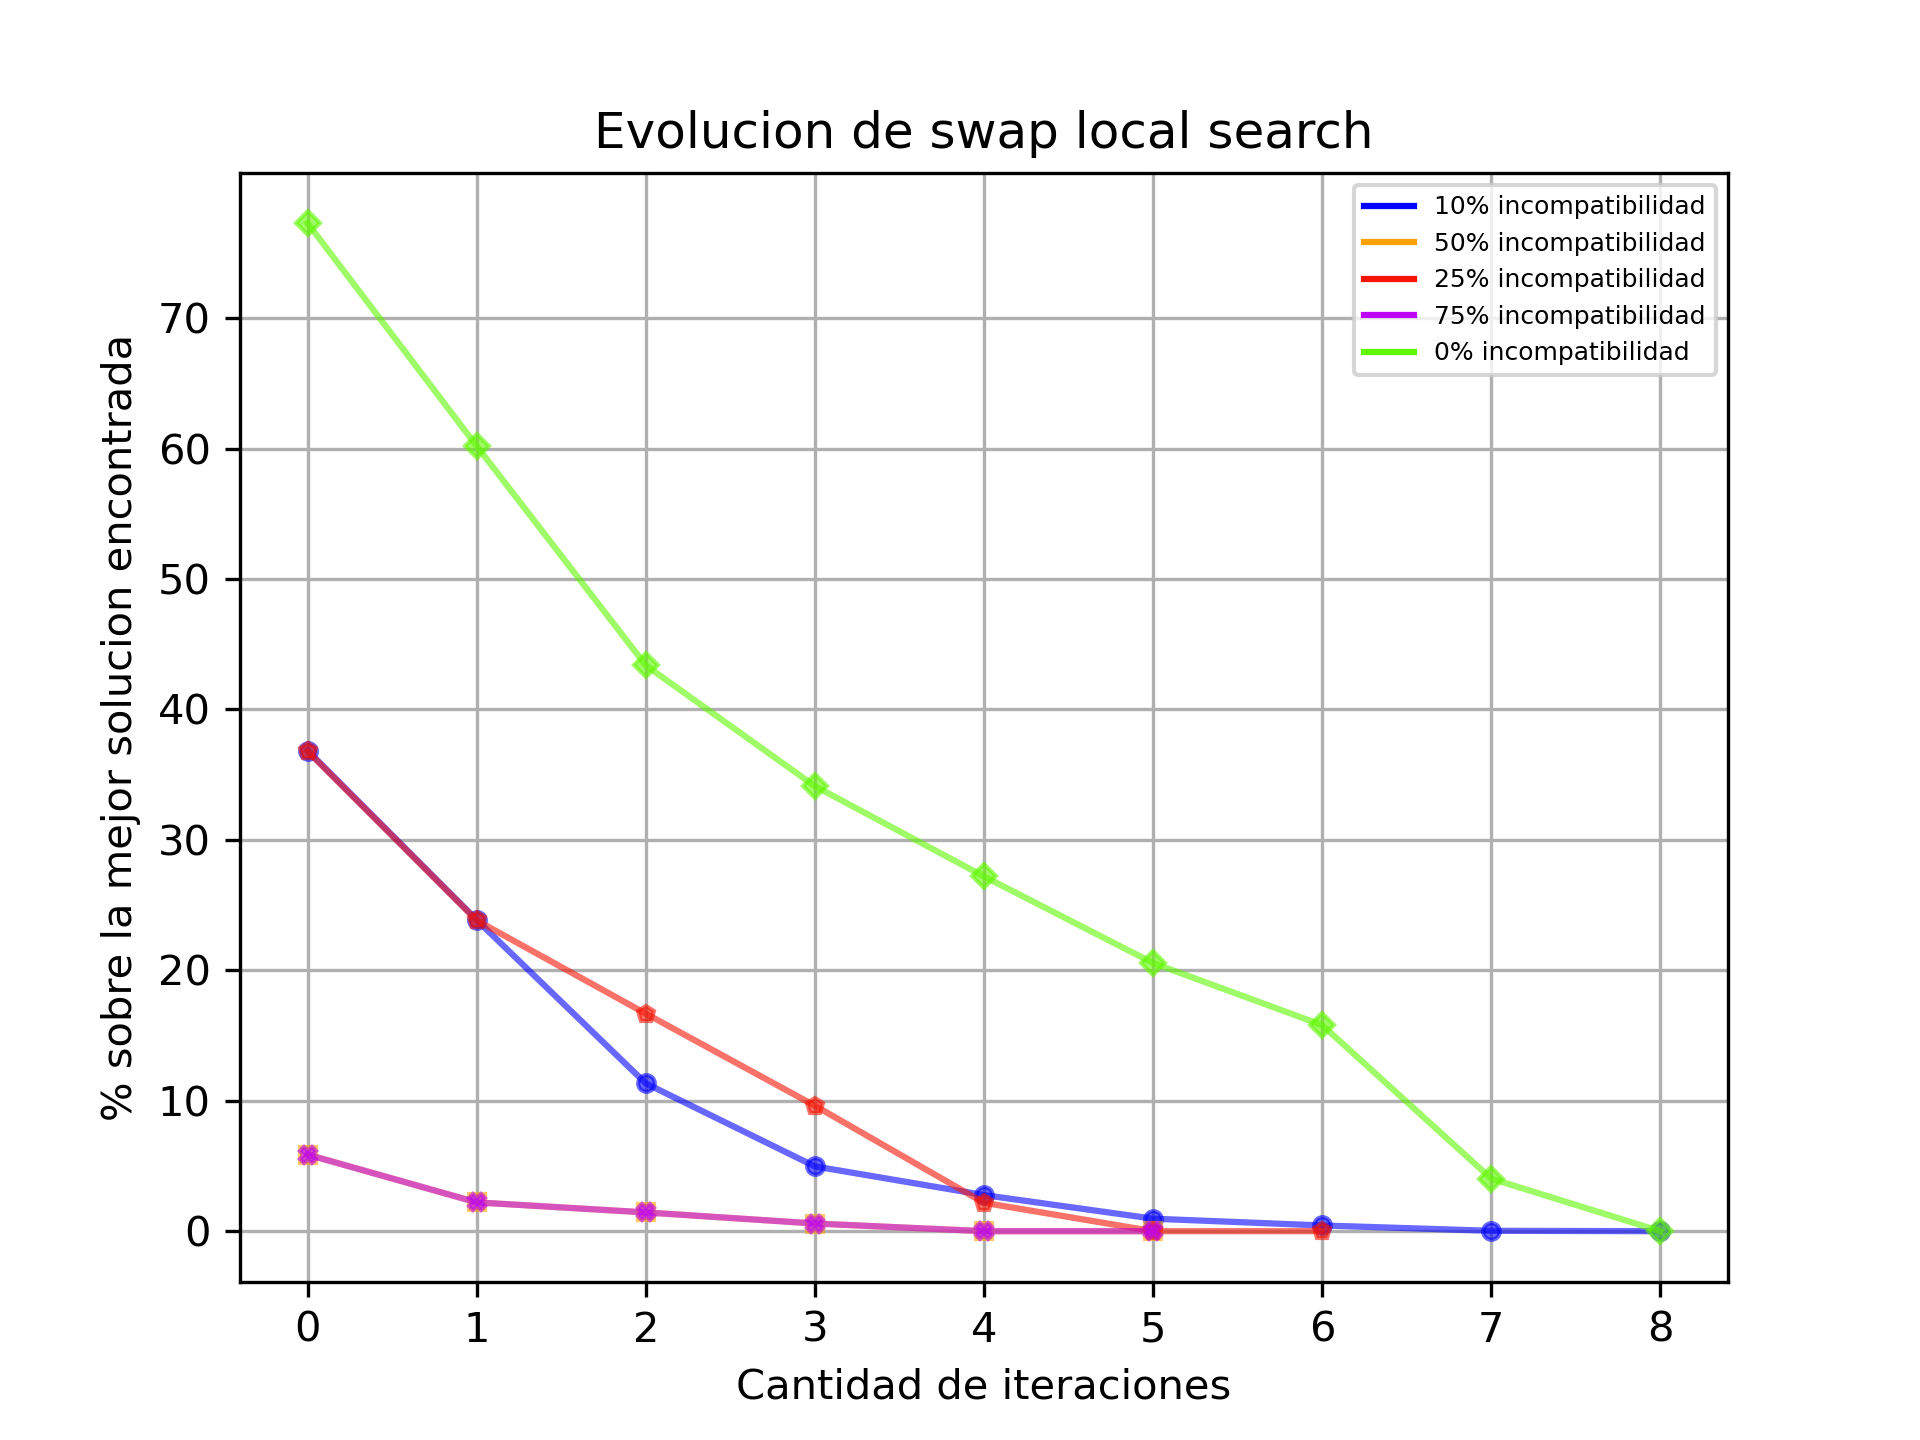 Evolucion de swap local search
10% incompatibilidad
50% incompatibilidad
25% incompatibilidad
75% incompatibilidad
0% incompatibilidad
% sobre la mejor solucion encontrada
70
60
50
40
30
20
10
0
0 1 2 3 4 5 6 7 8
Cantidad de iteraciones